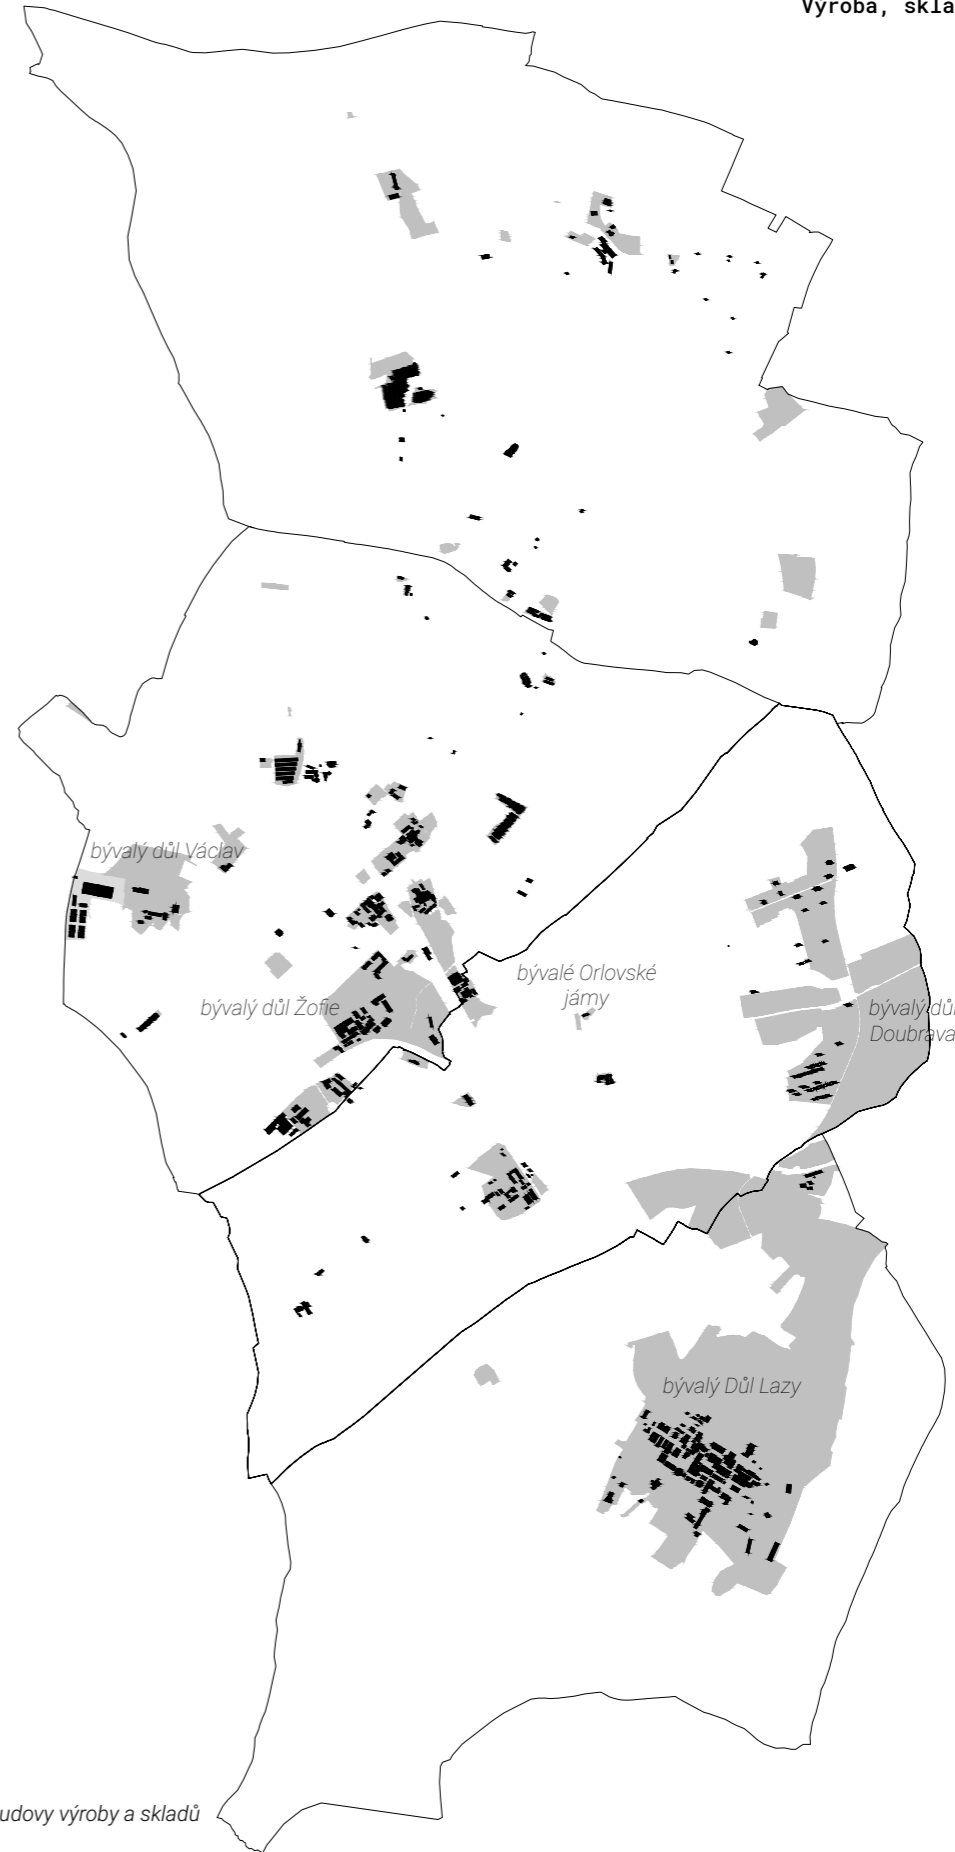 Výroba, skla
bývalý důl Václav
bývalé Orlovské
jámy
bývalý důl Žofie
bývalý důl
Doubrava
bývalý Důl Lazy
udovy výroby a skladů